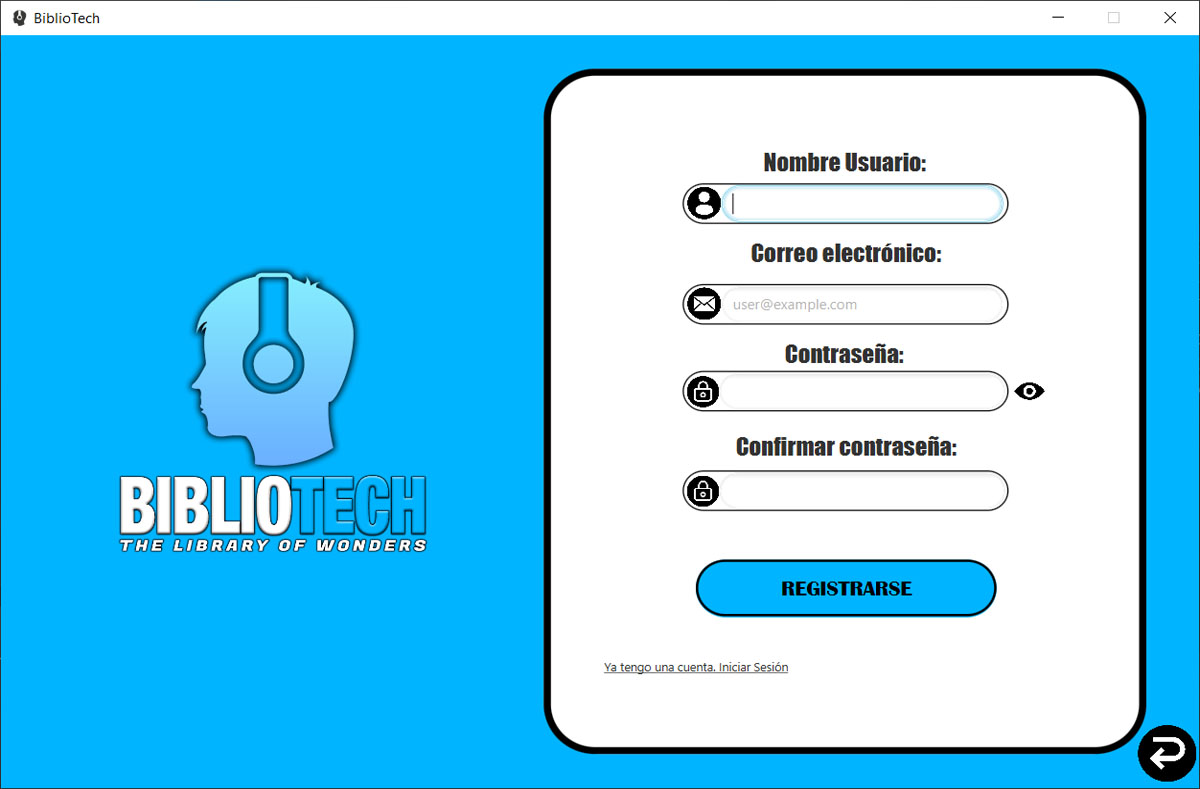 BiblioTech
Nombre Usuario:
Correo electrónico:
user@example.com
Contraseña:
Confirmar contraseña:
REGISTRARSE
Ya tengo una cuenta. Iniciar Sesión
BIBLIOTECH
THE LIBRARY OF WONDERS